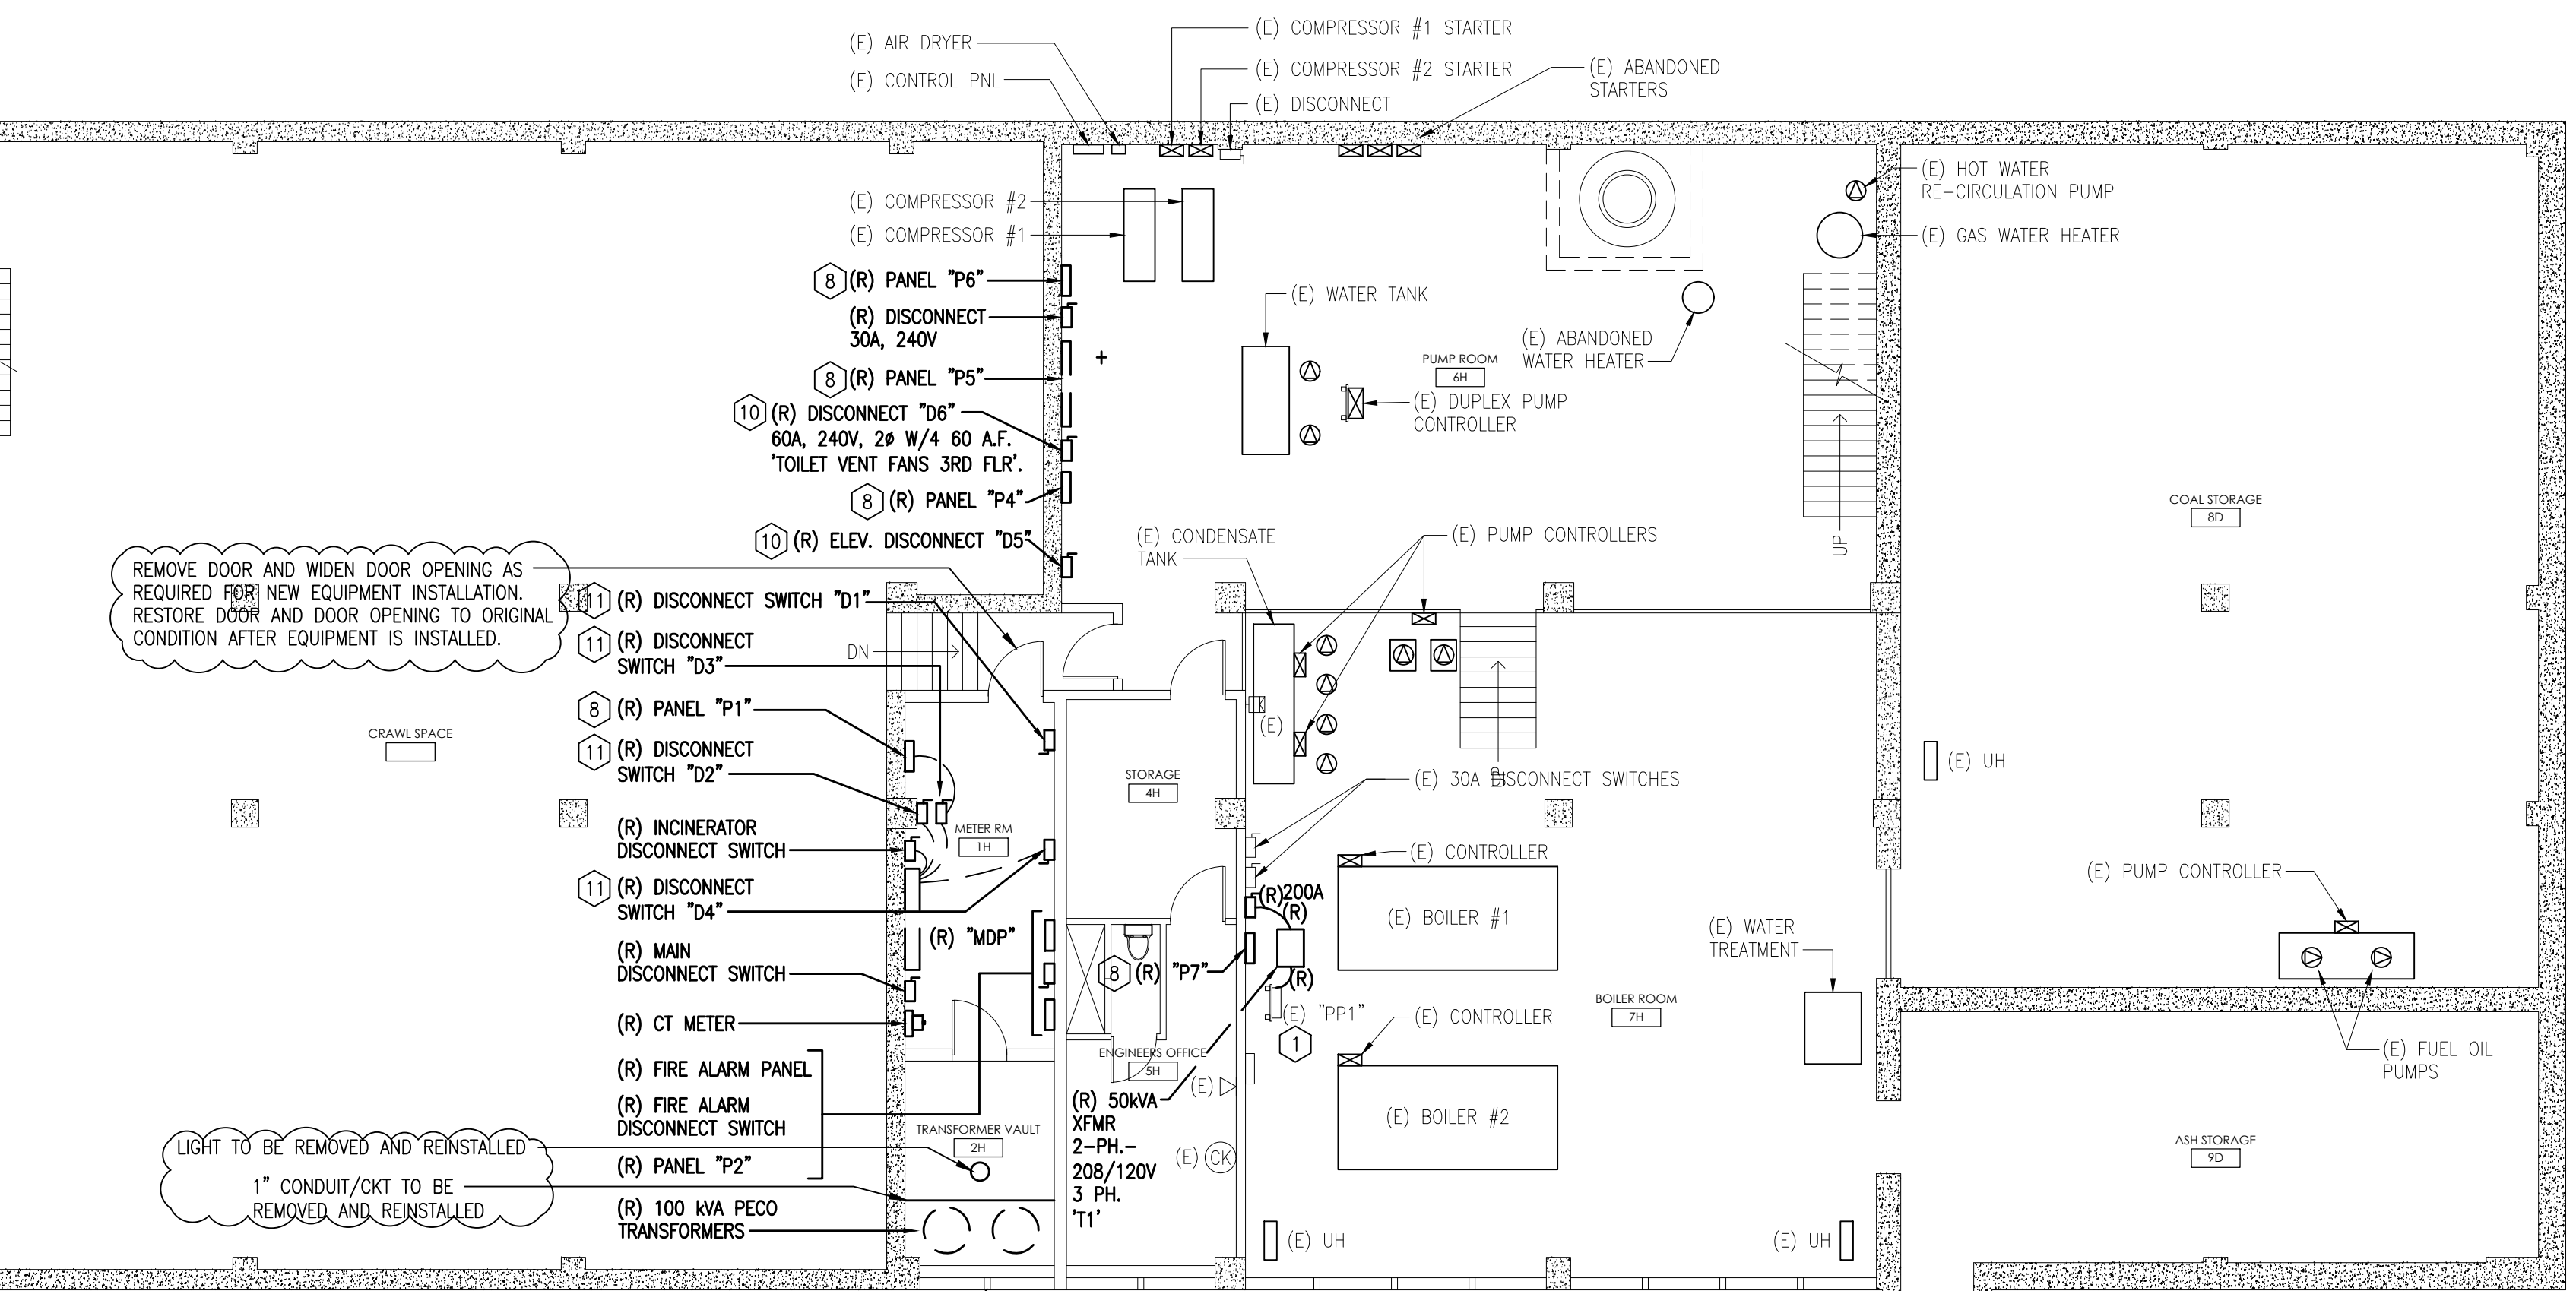 (E) AIR DRYER
(E) CONTROL PNL
(E) COMPRESSOR #1 STARTER
(E) COMPRESSOR #2 STARTER
(E) DISCONNECT
(E) ABANDONED
STARTERS
(E) HOT WATER
RE-CIRCULATION PUMP
(E) GAS WATER HEATER
(E) COMPRESSOR #2
(E) COMPRESSOR #1
8 (R) PANEL "P6"
(R) DISCONNECT
30A, 240V
8 (R) PANEL "P5"
10 (R) DISCONNECT "D6"
60A, 240V, 2ø W/4 60 A.F.
'TOILET VENT FANS 3RD FLR'.
8 (R) PANEL "P4"
10 (R) ELEV. DISCONNECT "D5"
(E) WATER TANK
(E) ABANDONED
WATER HEATER
PUMP ROOM
6H
(E) DUPLEX PUMP
CONTROLLER
UP
COAL STORAGE
8D
(E) CONDENSATE
TANK
(E) PUMP CONTROLLERS
REMOVE DOOR AND WIDEN DOOR OPENING AS
REQUIRED FOR NEW EQUIPMENT INSTALLATION.
RESTORE DOOR AND DOOR OPENING TO ORIGINAL
CONDITION AFTER EQUIPMENT IS INSTALLED.
11 (R) DISCONNECT SWITCH "D1"
11 (R) DISCONNECT
SWITCH "D3"
DN
8 (R) PANEL "P1"
11 (R) DISCONNECT
SWITCH "D2"
CRAWL SPACE
(E)
STORAGE
4H
(E) 30A DISCONNECT SWITCHES
UP
(E) UH
(R) INCINERATOR
DISCONNECT SWITCH
METER RM
1H
(E) CONTROLLER
11 (R) DISCONNECT
SWITCH "D4"
(R)200A
(R)
(E) BOILER #1
(E) PUMP CONTROLLER
(E) WATER
TREATMENT
(R) "MDP"
(R) MAIN
DISCONNECT SWITCH
8 (R) "P7"
(R)
BOILER ROOM
7H
(R) CT METER
(E) "PP1"
1
(E) CONTROLLER
ENGINEERS OFFICE
5H
(E) FUEL OIL
PUMPS
(R) FIRE ALARM PANEL
(R) FIRE ALARM
DISCONNECT SWITCH
(R) PANEL "P2"
(E)
(R) 50kVA
XFMR
2-PH.-
208/120V
3 PH.
'T1'
(E) BOILER #2
TRANSFORMER VAULT
2H
(E) CK
ASH STORAGE
9D
LIGHT TO BE REMOVED AND REINSTALLED
1" CONDUIT/CKT TO BE
REMOVED AND REINSTALLED
(R) 100 kVA PECO
TRANSFORMERS
(E) UH
(E) UH